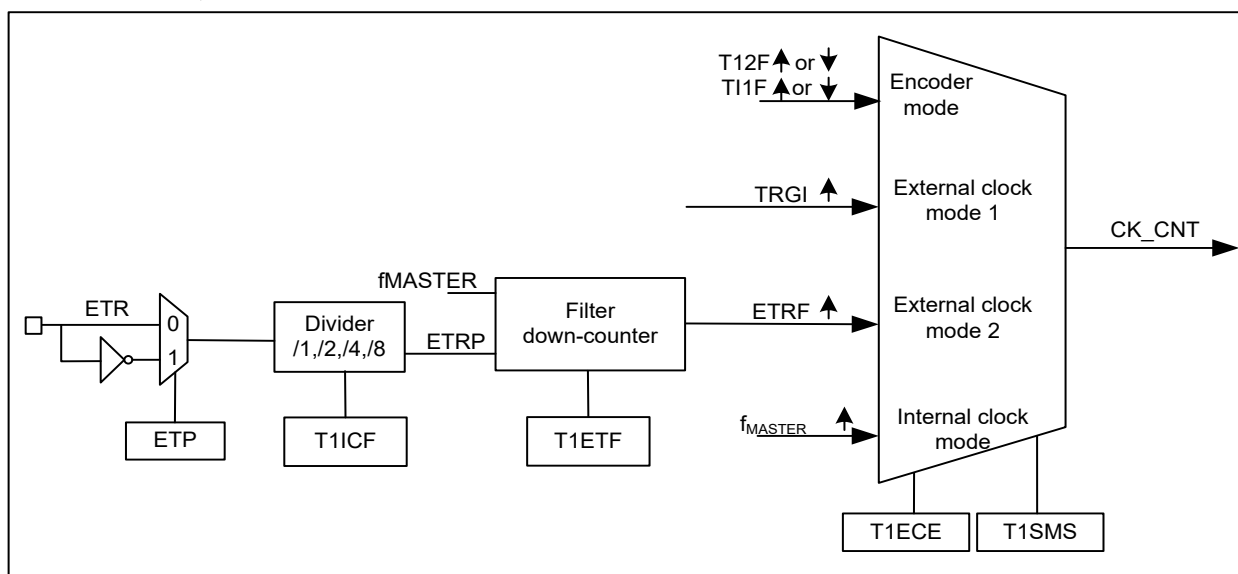 T12F or
TI1F or
Encoder
mode
TRGI
External clock
mode 1
CK_CNT
fMASTER
ETR
0
1
Divider
/1,/2,/4,/8
ETRP
Filter
down-counter
ETRF
External clock
mode 2
ETP
T1ICF
T1ETF
fMASTER
Internal clock
mode
T1ECE
T1SMS